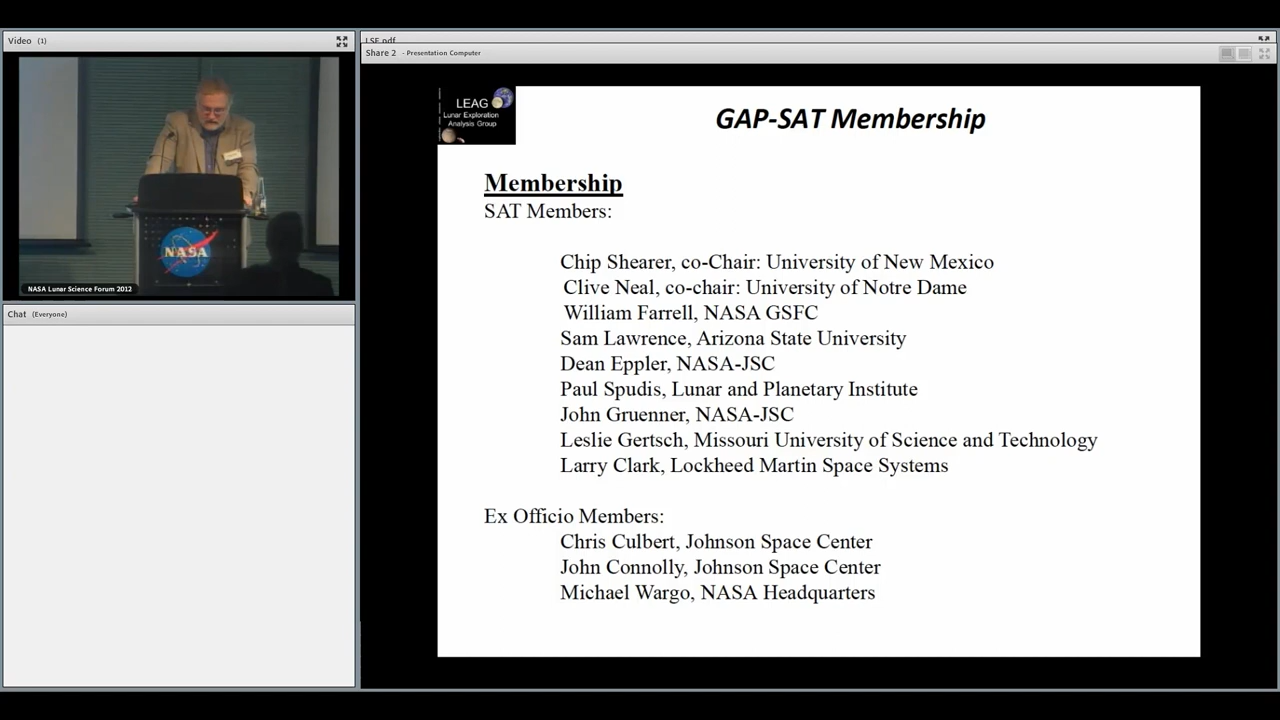 Video (1)
NASA
NASA Lunar Science Forum 2012
Chat (Everyone)
LSF.pdf
Share 2 - Presentation Computer
LEAG
Lunar Exploration
Analysis Group
GAP-SAT Membership
Membership
SAT Members:
Chip Shearer, co-Chair: University of New Mexico
Clive Neal, co-chair: University of Notre Dame
William Farrell, NASA GSFC
Sam Lawrence, Arizona State University
Dean Eppler, NASA-JSC
Paul Spudis, Lunar and Planetary Institute
John Gruenner, NASA-JSC
Leslie Gertsch, Missouri University of Science and Technology
Larry Clark, Lockheed Martin Space Systems
Ex Officio Members:
Chris Culbert, Johnson Space Center
John Connolly, Johnson Space Center
Michael Wargo, NASA Headquarters